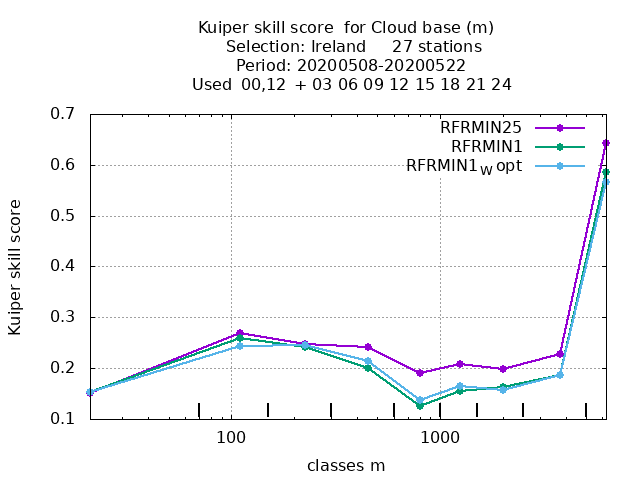 Kuiper skill score for Cloud base (m)
Selection: Ireland 27 stations
Period: 20200508-20200522
Used 00,12 + 03 06 09 12 15 18 21 24
RFRMIN25
RFRMIN1
RFRMIN1w opt
0.7
0.6
0.5
0.4
0.3
0.2
0.1
Kuiper skill score
100 1000
classes m